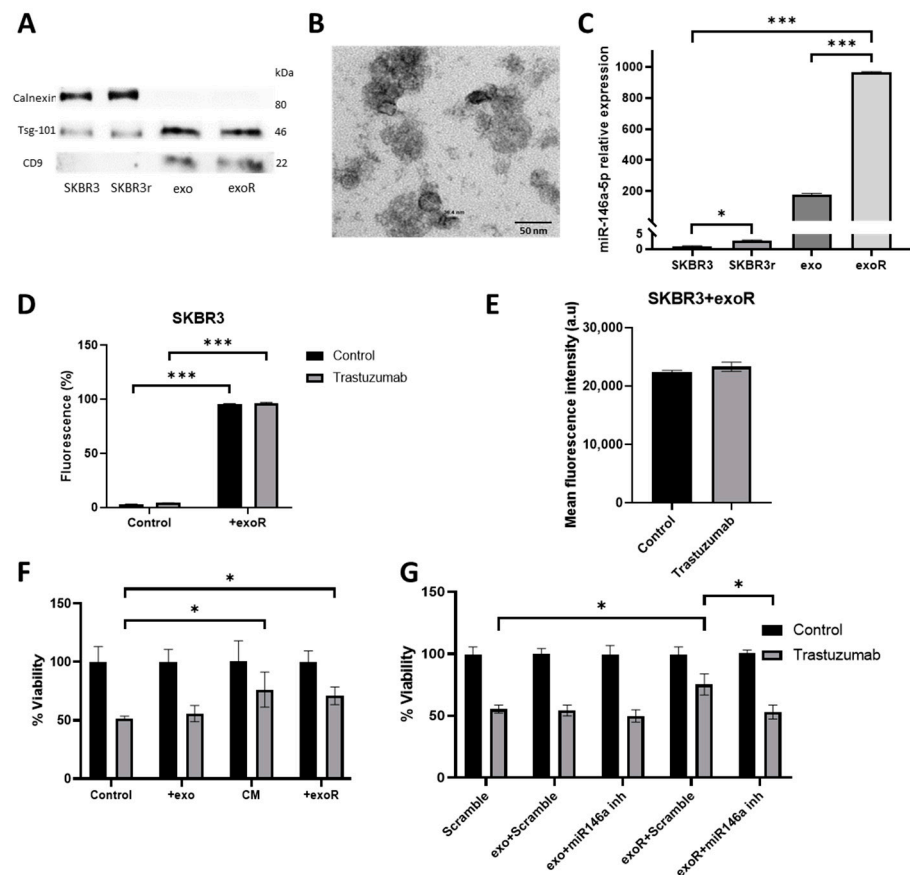 A
kDa
Calnexin
80
Tsg-101
46
CD9
22
SKBR3 SKBR3r exo exoR
B
50 nm
C
***
***
*
miR-146a-5p relative expression
1000
800
600
400
200
5
0
SKBR3 SKBR3r exo exoR
D
SKBR3
***
***
Fluorescence (%)
150
100
50
0
Control +exoR
Control
Trastuzumab
E
SKBR3+exoR
Mean fluorescence intensity (a.u)
30,000
20,000
10,000
0
Control Trastuzumab
F
*
*
% Viability
150
100
50
0
Control +exo CM +exoR
G
*
*
% Viability
150
100
50
0
Scramble exo+Scramble exo+miR146a inh exoR+Scramble exoR+miR146a inh
Control
Trastuzumab